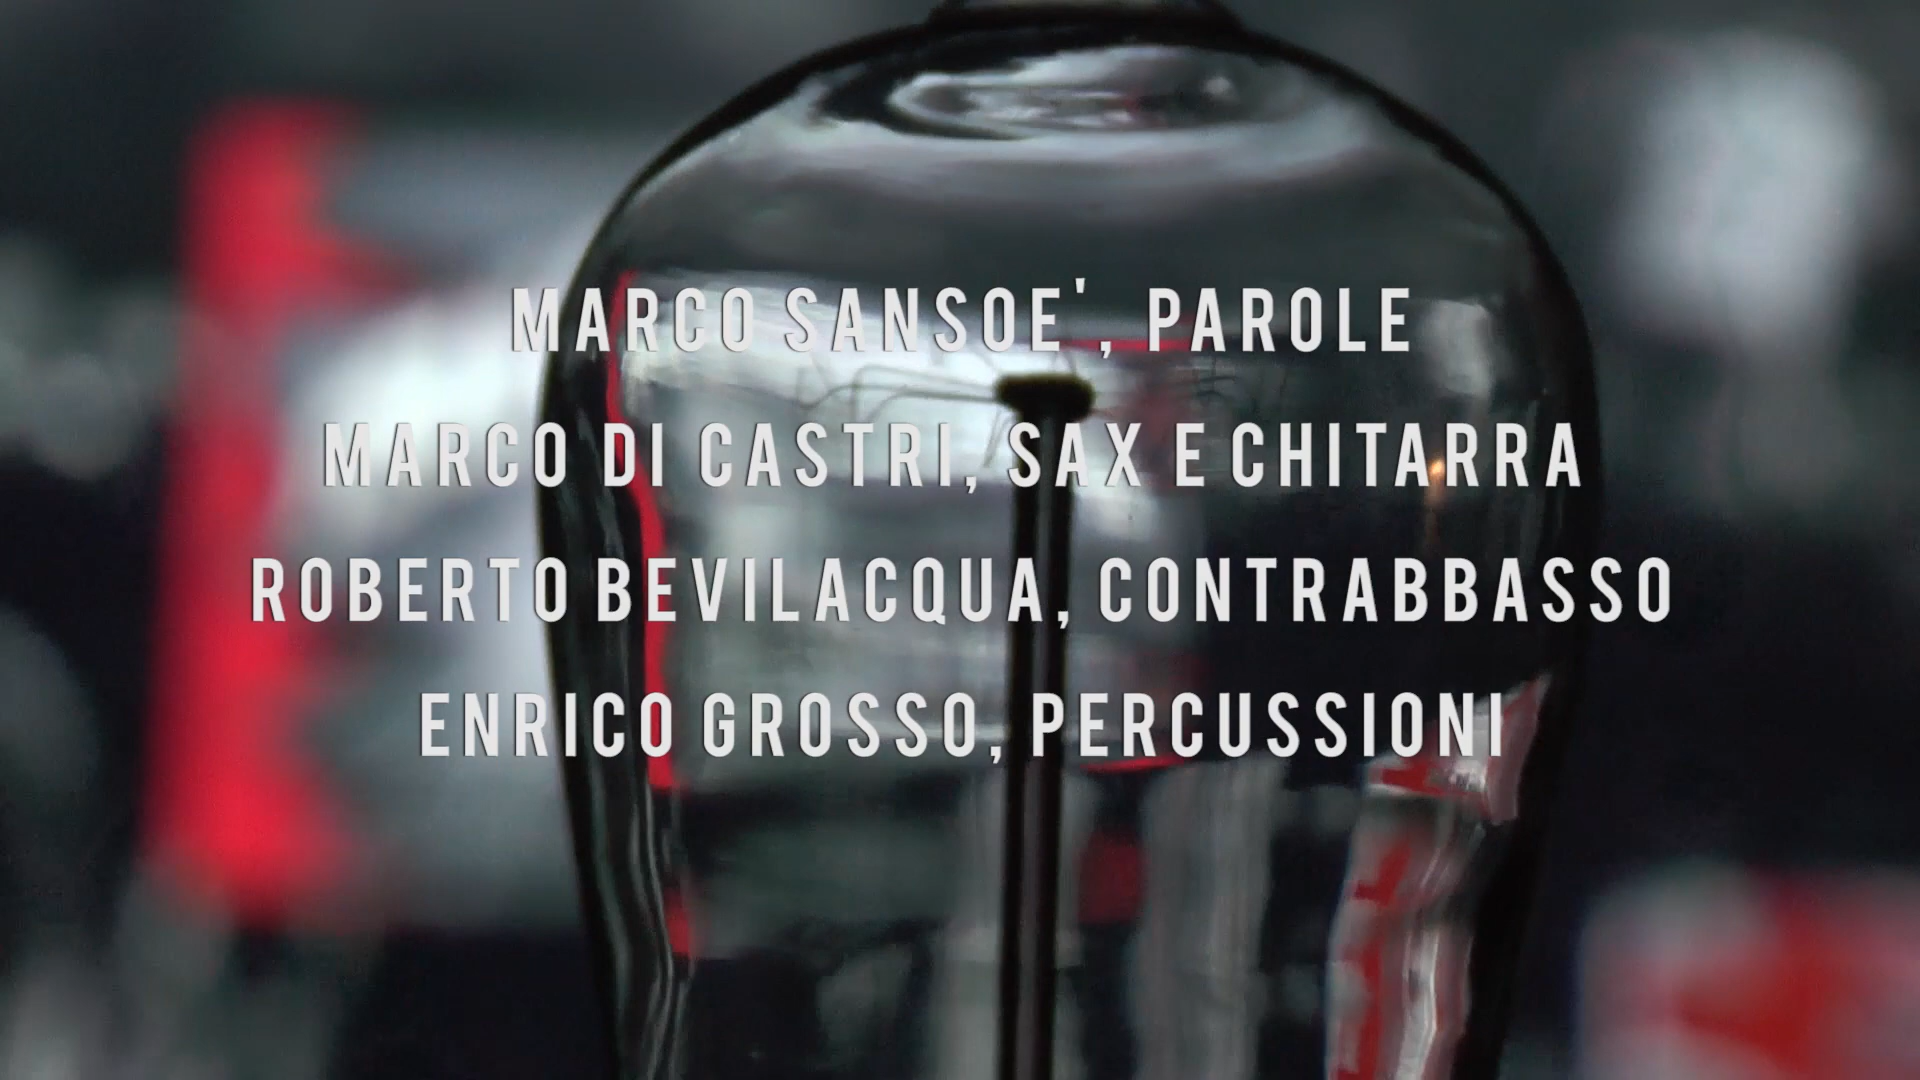 MARCO SANSOE', PAROLE
MARCO DI CASTRI, SAX E CHITARRA
ROBERTO BEVILACQUA, CONTRABBASSO
ENRICO GROSSO, PERCUSSIONI